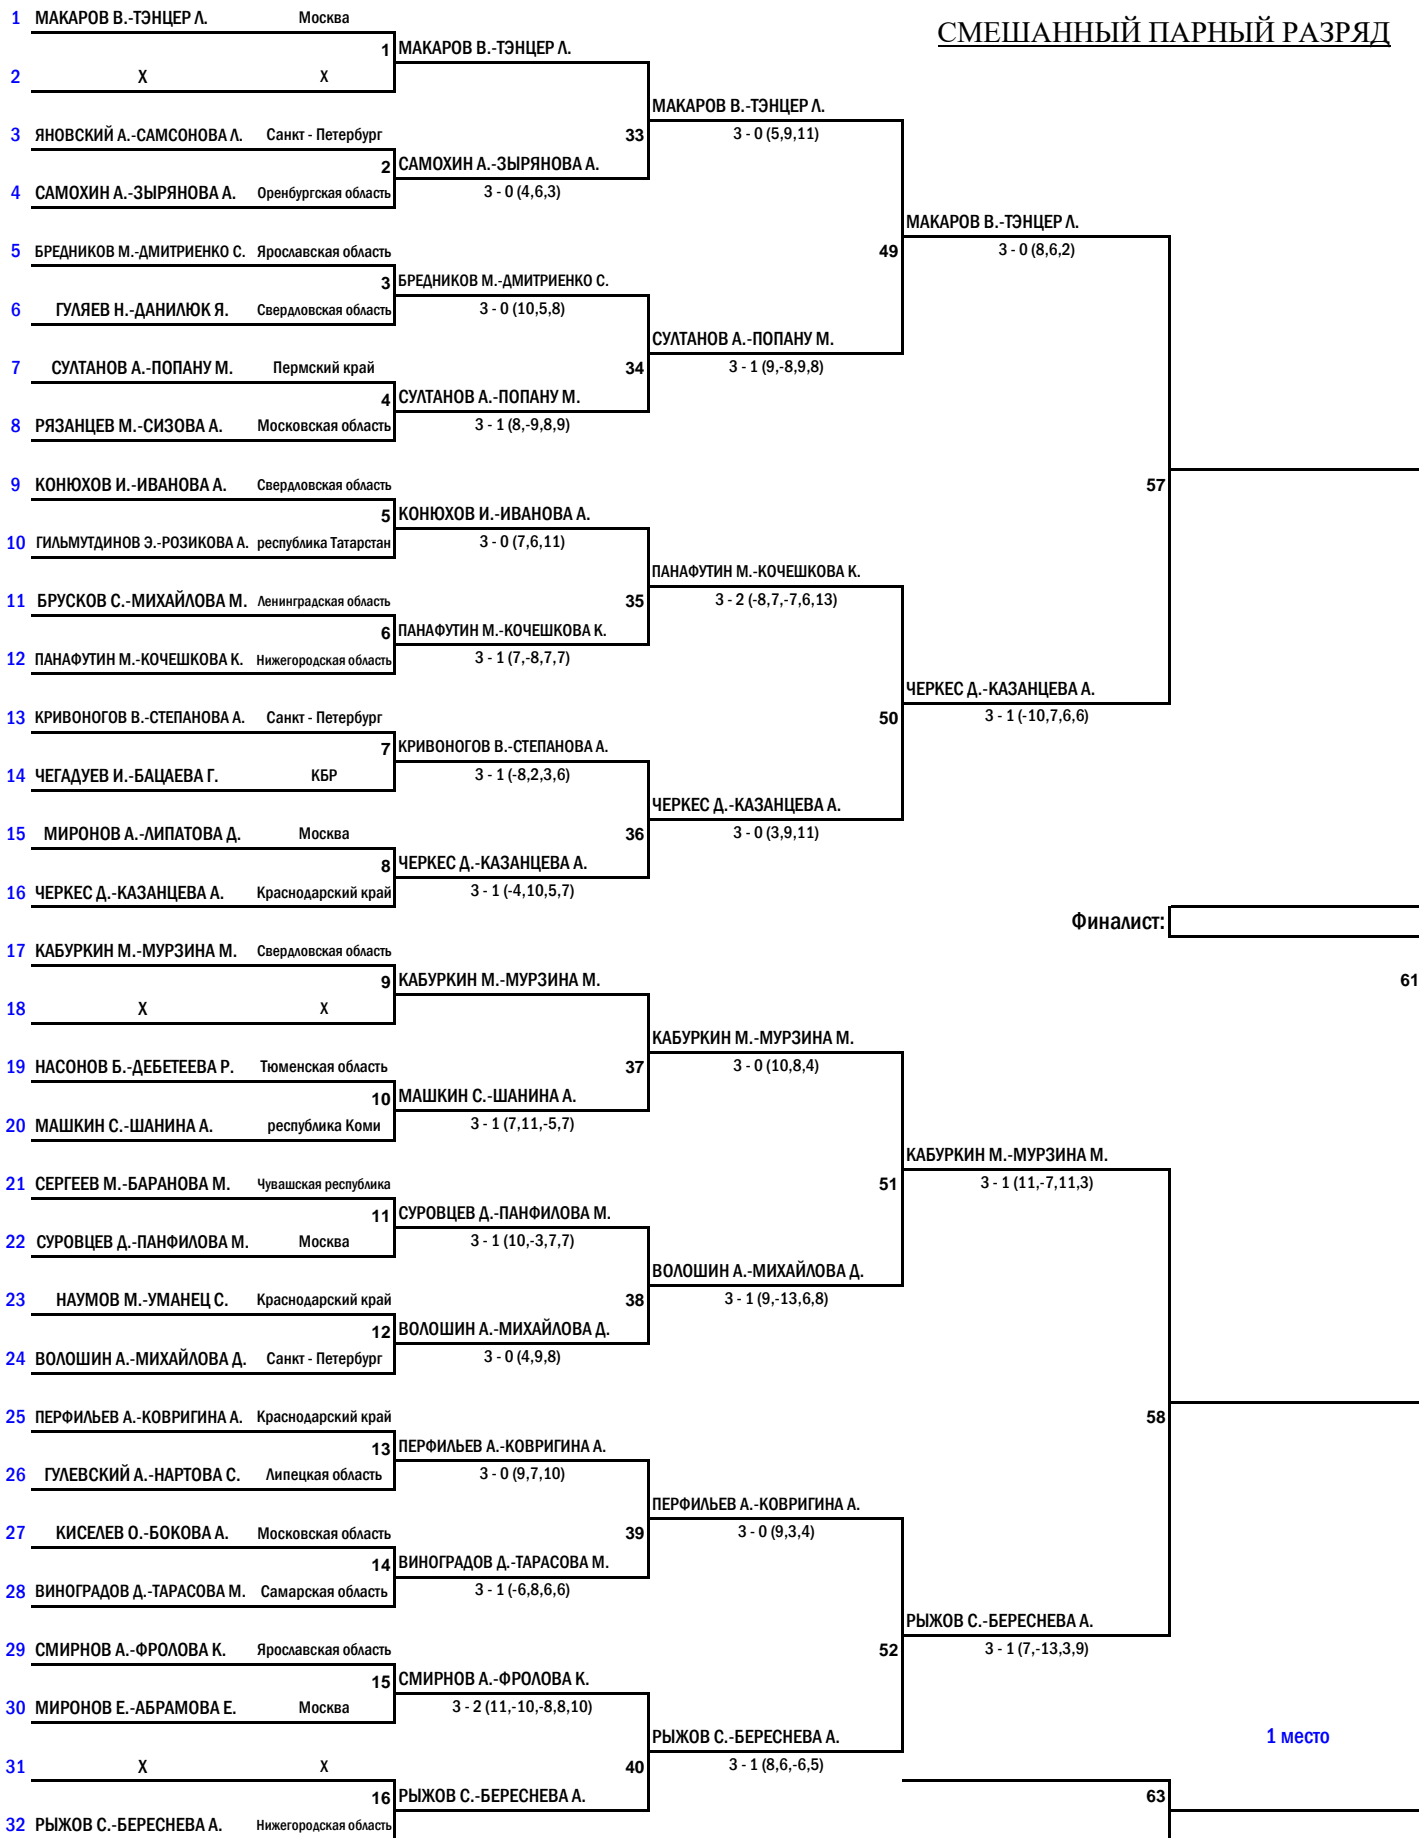 СМЕШАННЫЙ ПАРНЫЙ РАЗРЯД
1 МАКАРОВ В.-ТЭНЦЕР Л. Москва
1 МАКАРОВ В.-ТЭНЦЕР Л.
2 X X
МАКАРОВ В.-ТЭНЦЕР Л.
3 ЯНОВСКИЙ А.-САМСОНОВА Л. Санкт - Петербург 33 3 - 0 (5,9,11)
2 САМОХИН А.-ЗЫРЯНОВА А.
4 САМОХИН А.-ЗЫРЯНОВА А. Оренбургская область 3 - 0 (4,6,3)
МАКАРОВ В.-ТЭНЦЕР Л.
5 БРЕДНИКОВ М.-ДМИТРИЕНКО С. Ярославская область 49 3 - 0 (8,6,2)
3 БРЕДНИКОВ М.-ДМИТРИЕНКО С.
6 ГУЛЯЕВ Н.-ДАНИЛЮК Я. Свердловская область 3 - 0 (10,5,8)
СУЛТАНОВ А.-ПОПАНУ М.
7 СУЛТАНОВ А.-ПОПАНУ М. Пермский край 34 3 - 1 (9,-8,9,8)
4 СУЛТАНОВ А.-ПОПАНУ М.
8 РЯЗАНЦЕВ М.-СИЗОВА А. Московская область 3 - 1 (8,-9,8,9)
9 КОНЮХОВ И.-ИВАНОВА А. Свердловская область 57
5 КОНЮХОВ И.-ИВАНОВА А.
10 ГИЛЬМУТДИНОВ Э.-РОЗИКОВА А. республика Татарстан 3 - 0 (7,6,11)
ПАНАФУТИН М.-КОЧЕШКОВА К.
11 БРУСКОВ С.-МИХАЙЛОВА М. Ленинградская область 35 3 - 2 (-8,7,-7,6,13)
6 ПАНАФУТИН М.-КОЧЕШКОВА К.
12 ПАНАФУТИН М.-КОЧЕШКОВА К. Нижегородская область 3 - 1 (7,-8,7,7)
ЧЕРКЕС Д.-КАЗАНЦЕВА А.
13 КРИВОНОГОВ В.-СТЕПАНОВА А. Санкт - Петербург 50 3 - 1 (-10,7,6,6)
7 КРИВОНОГОВ В.-СТЕПАНОВА А.
14 ЧЕГАДУЕВ И.-БАЦАЕВА Г. КБР 3 - 1 (-8,2,3,6)
ЧЕРКЕС Д.-КАЗАНЦЕВА А.
15 МИРОНОВ А.-ЛИПАТОВА Д. Москва 36 3 - 0 (3,9,11)
8 ЧЕРКЕС Д.-КАЗАНЦЕВА А.
16 ЧЕРКЕС Д.-КАЗАНЦЕВА А. Краснодарский край 3 - 1 (-4,10,5,7)
Финалист:
17 КАБУРКИН М.-МУРЗИНА М. Свердловская область
9 КАБУРКИН М.-МУРЗИНА М. 61
18 X X
КАБУРКИН М.-МУРЗИНА М.
19 НАСОНОВ Б.-ДЕБЕТЕЕВА Р. Тюменская область 37 3 - 0 (10,8,4)
10 МАШКИН С.-ШАНИНА А.
20 МАШКИН С.-ШАНИНА А. республика Коми 3 - 1 (7,11,-5,7)
КАБУРКИН М.-МУРЗИНА М.
21 СЕРГЕЕВ М.-БАРАНОВА М. Чувашская республика 51 3 - 1 (11,-7,11,3)
11 СУРОВЦЕВ Д.-ПАНФИЛОВА М.
22 СУРОВЦЕВ Д.-ПАНФИЛОВА М. Москва 3 - 1 (10,-3,7,7)
ВОЛОШИН А.-МИХАЙЛОВА Д.
23 НАУМОВ М.-УМАНЕЦ С. Краснодарский край 38 3 - 1 (9,-13,6,8)
12 ВОЛОШИН А.-МИХАЙЛОВА Д.
24 ВОЛОШИН А.-МИХАЙЛОВА Д. Санкт - Петербург 3 - 0 (4,9,8)
25 ПЕРФИЛЬЕВ А.-КОВРИГИНА А. Краснодарский край 58
13 ПЕРФИЛЬЕВ А.-КОВРИГИНА А.
26 ГУЛЕВСКИЙ А.-НАРТОВА С. Липецкая область 3 - 0 (9,7,10)
ПЕРФИЛЬЕВ А.-КОВРИГИНА А.
27 КИСЕЛЕВ О.-БОКОВА А. Московская область 39 3 - 0 (9,3,4)
14 ВИНОГРАДОВ Д.-ТАРАСОВА М.
28 ВИНОГРАДОВ Д.-ТАРАСОВА М. Самарская область 3 - 1 (-6,8,6,6)
РЫЖОВ С.-БЕРЕСНЕВА А.
29 СМИРНОВ А.-ФРОЛОВА К. Ярославская область 52 3 - 1 (7,-13,3,9)
15 СМИРНОВ А.-ФРОЛОВА К.
30 МИРОНОВ Е.-АБРАМОВА Е. Москва 3 - 2 (11,-10,-8,8,10)
РЫЖОВ С.-БЕРЕСНЕВА А. 1 место
31 X X 40 3 - 1 (8,6,-6,5)
16 РЫЖОВ С.-БЕРЕСНЕВА А. 63
32 РЫЖОВ С.-БЕРЕСНЕВА А. Нижегородская область